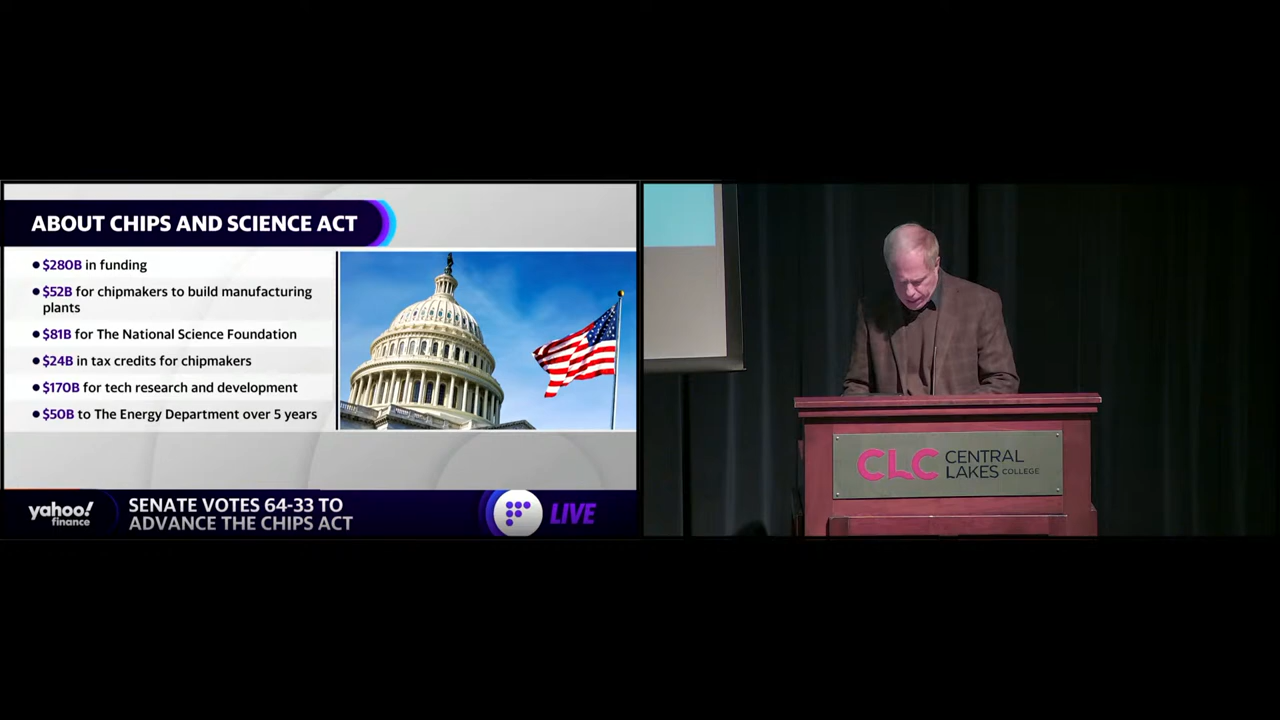 ABOUT CHIPS AND SCIENCE ACT
$280B in funding
$52B for chipmakers to build manufacturing
plants
$81B for The National Science Foundation
$24B in tax credits for chipmakers
$170B for tech research and development
$50B to The Energy Department over 5 years
yahoo!
finance
SENATE VOTES 64-33 TO
ADVANCE THE CHIPS ACT
LIVE
CLC CENTRAL
LAKES COLLEGE